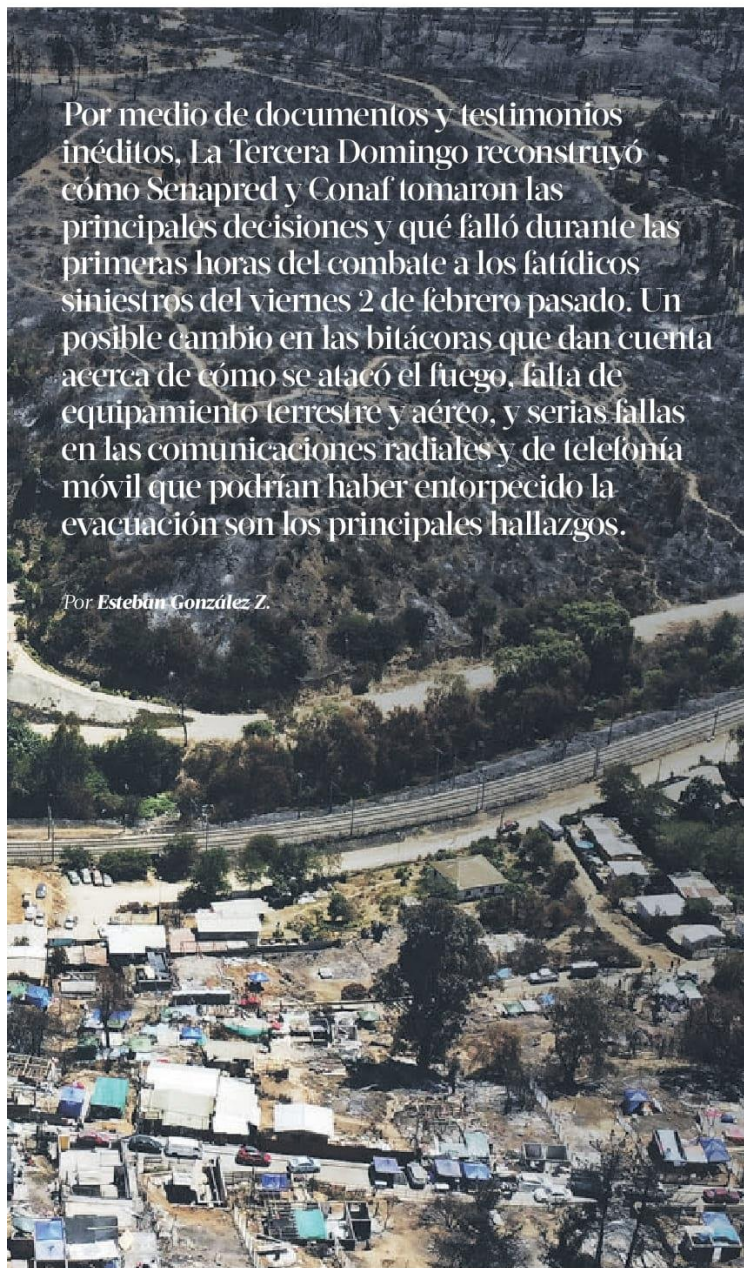 Por medio de documentos y testimonios
inéditos, La Tercera Domingo reconstruyó
cómo Senapred y Conaf tomaron las
principales decisiones y qué falló durante las
primeras horas del combate a los fatídicos
siniestros del viernes 2 de febrero pasado. Un
posible cambio en las bitácoras que dan cuenta
acerca de cómo se atacó el fuego, falta de
equipamiento terrestre y aéreo, y serias fallas
en las comunicaciones radiales y de telefonía
móvil que podrían haber entorpecido la
evacuación son los principales hallazgos.
Por Esteban González Z.